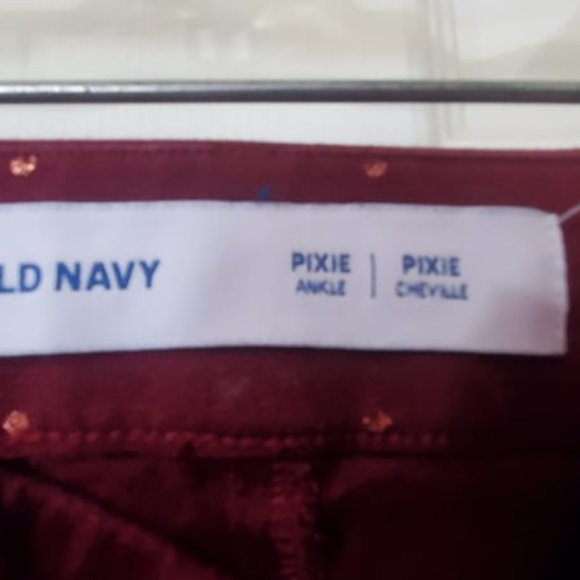 LD NAVY
PIXIE | PIXIE
ANKLE | CHEVILLE